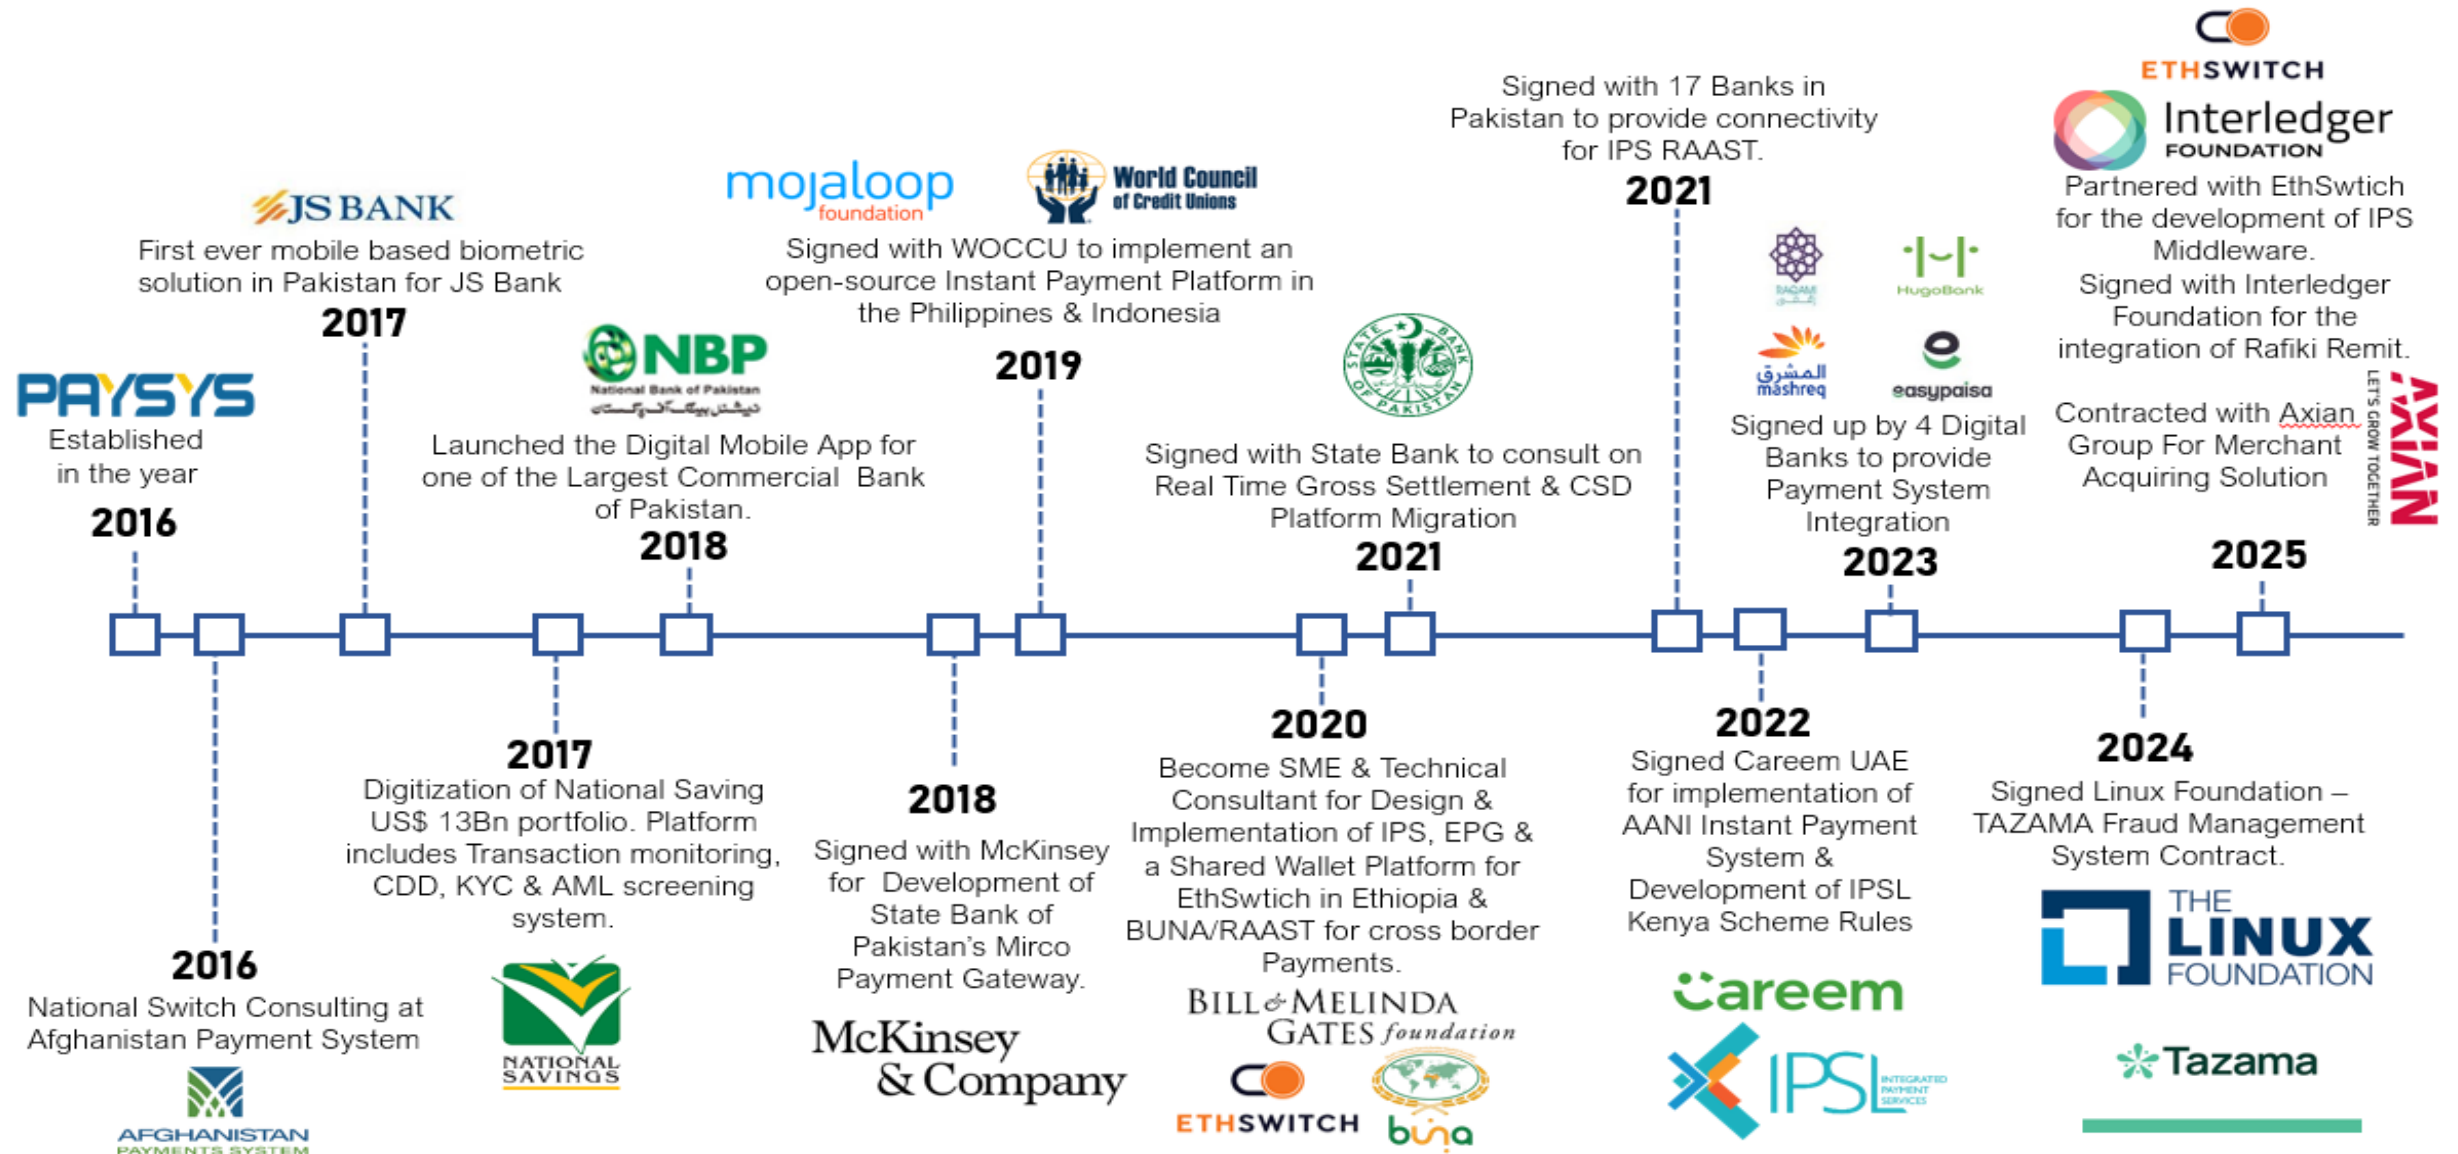 PAYSYS
Established
in the year
2016
2016
National Switch Consulting at
Afghanistan Payment System
AFGHANISTAN
PAYMENTS SYSTEM
JS BANK
First ever mobile based biometric
solution in Pakistan for JS Bank
2017
2017
Digitization of National Saving
US$ 13Bn portfolio. Platform
includes Transaction monitoring,
CDD, KYC & AML screening
system.
NATIONAL
SAVINGS
NBP
National Bank of Pakistan
Launched the Digital Mobile App for
one of the Largest Commercial Bank
of Pakistan.
2018
2018
Signed with McKinsey
for Development of
State Bank of
Pakistan's Mirco
Payment Gateway.
McKinsey
& Company
mojaloop
foundation
World Council
of Credit Unions
Signed with WOCCU to implement an
open-source Instant Payment Platform in
the Philippines & Indonesia
2019
2020
Become SME & Technical
Consultant for Design &
Implementation of IPS, EPG &
a Shared Wallet Platform for
EthSwtich in Ethiopia &
BUNA/RAAST for cross border
Payments.
BILL & MELINDA
GATES foundation
ETHSWITCH
buna
STATE BANK OF PAKISTAN
Signed with State Bank to consult on
Real Time Gross Settlement & CSD
Platform Migration
2021
Signed with 17 Banks in
Pakistan to provide connectivity
for IPS RAAST.
2021
2022
Signed Careem UAE
for implementation of
AANI Instant Payment
System &
Development of IPSL
Kenya Scheme Rules
Careem
IPSL
INTEGRATED
PAYMENT
SERVICES
RAQAMI
HugoBank
المشرق
mashreq
easypaisa
Signed up by 4 Digital
Banks to provide
Payment System
Integration
2023
2024
Signed Linux Foundation –
TAZAMA Fraud Management
System Contract.
THE
LINUX
FOUNDATION
Tazama
ETHSWITCH
Interledger
FOUNDATION
Partnered with EthSwtich
for the development of IPS
Middleware.
Signed with Interledger
Foundation for the
integration of Rafiki Remit.
Contracted with Axian
Group For Merchant
Acquiring Solution
LET'S GROW TOGETHER
AXIAN
2025